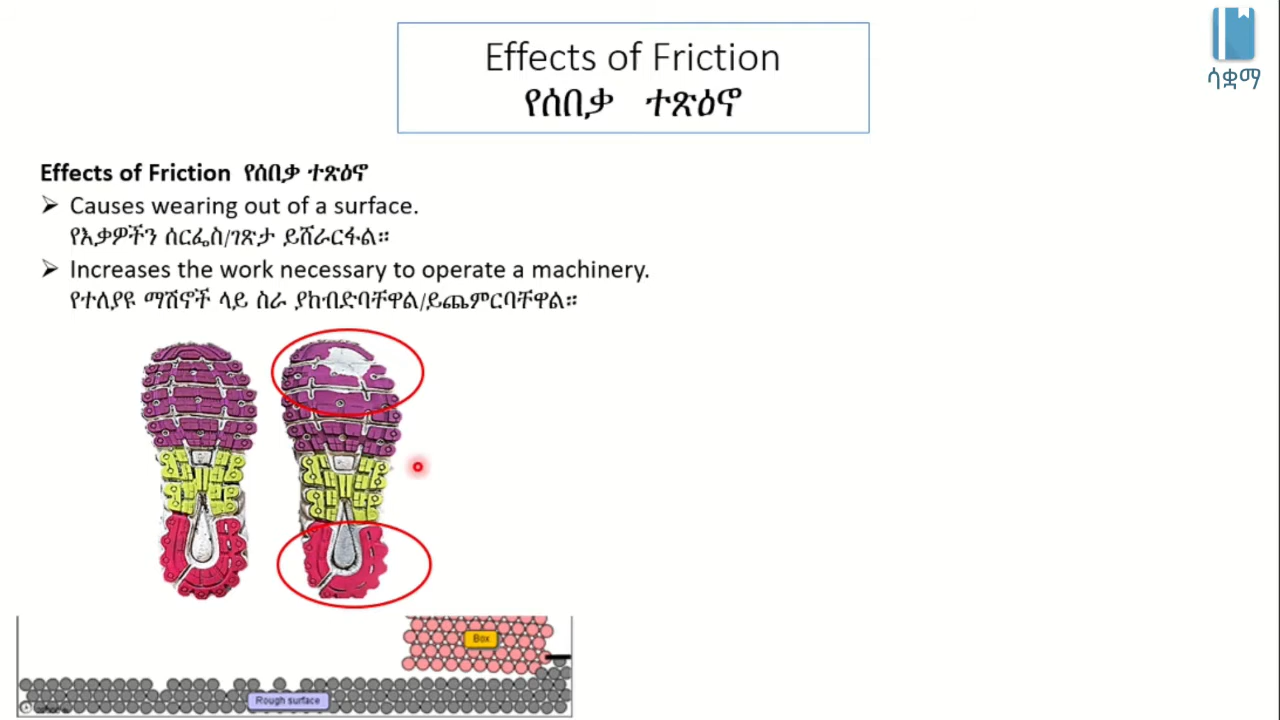 Effects of Friction
የሰበቃ ተጽዕኖ
ሳቋማ
Effects of Friction የሰበቃ ተጽዕኖ
➢ Causes wearing out of a surface.
የእቃዎችን ሰርፌስ/ገጽታ ይሸራርፋል።
➢ Increases the work necessary to operate a machinery.
የተለያዩ ማሽኖች ላይ ስራ ያከብድባቸዋል/ይጨምርባቸዋል።
Box
Rough surface